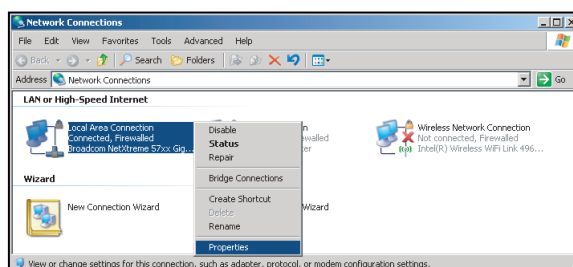 Network Connections
File Edit View Favorites Tools Advanced Help
Back Search Folders
Address Network Connections Go
LAN or High-Speed Internet
Local Area Connection
Connected, Firewalled
Broadcom NetXtreme 57xx Gig...
Disable
Status
Repair
Bridge Connections
Create Shortcut
Delete
Rename
Properties
Wireless Network Connection
Not connected, Firewalled
Intel(R) Wireless WiFi Link 496...
Wizard
New Connection Wizard
Wizard
View or change settings for this connection, such as adapter, protocol, or modem configuration settings.